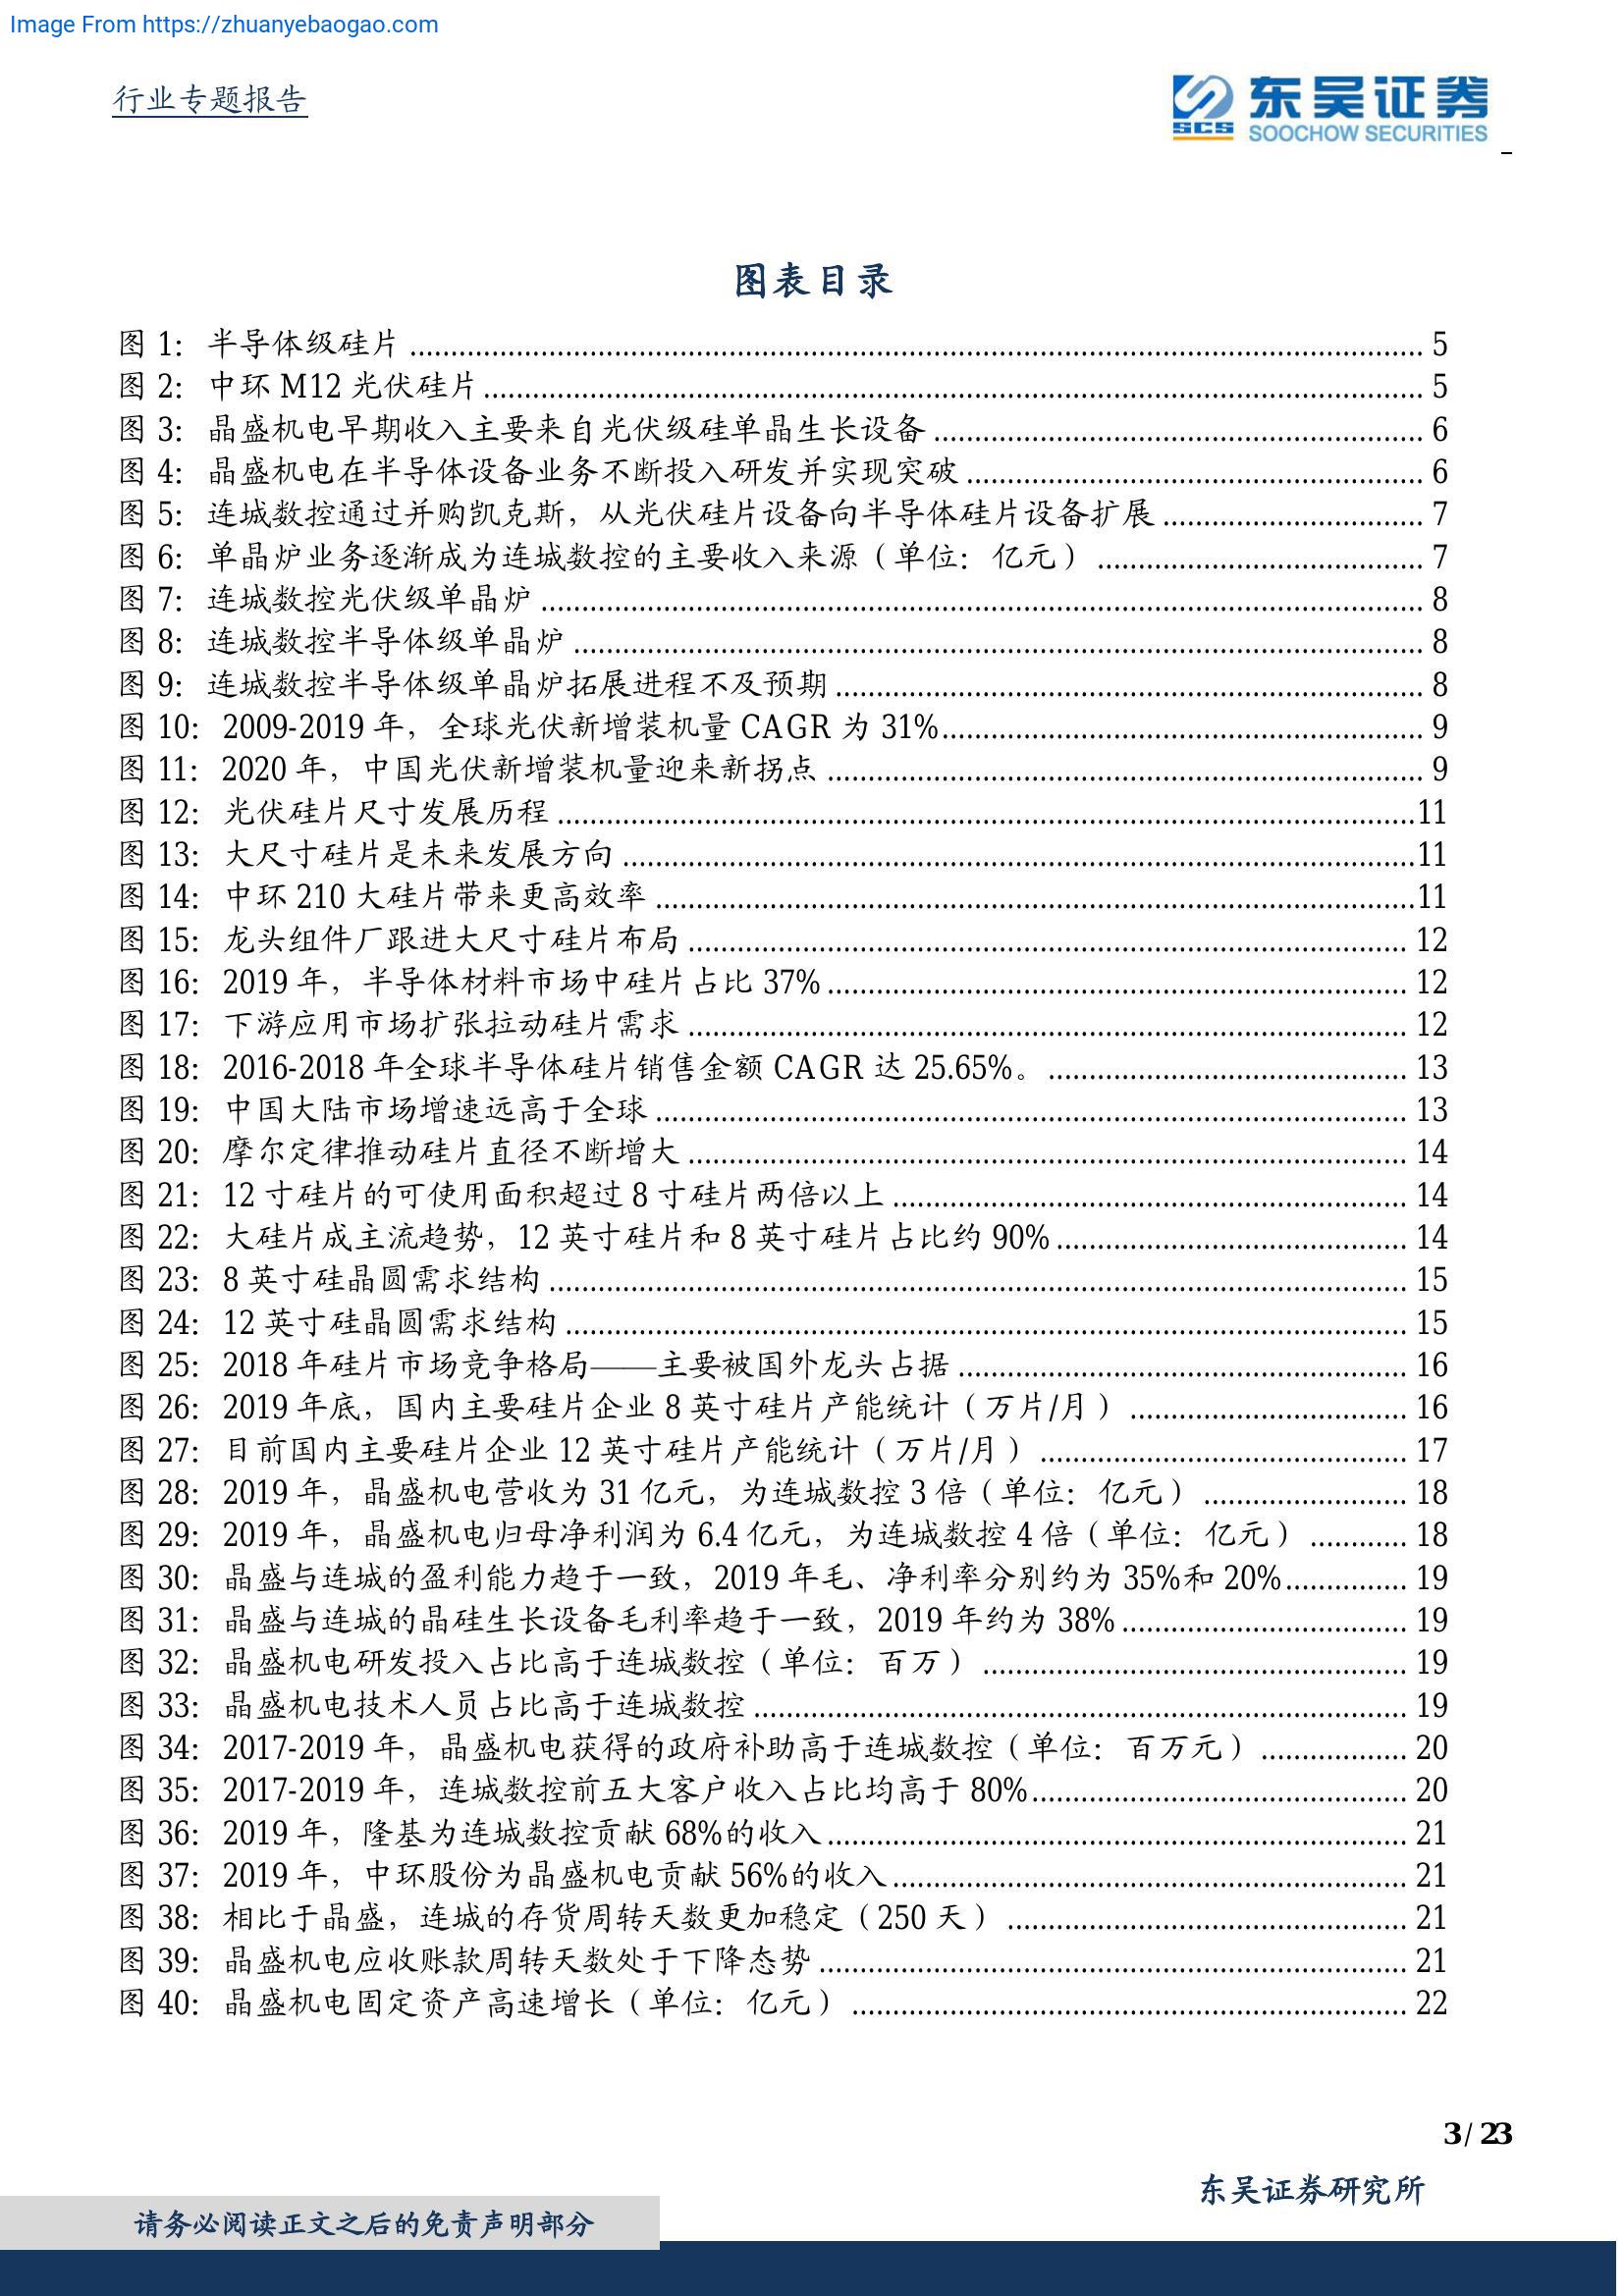 Image From https://zhuanyebaogao.com
行业专题报告
SCS 东吴证券
SOOCHOW SECURITIES
图表目录
图 1：半导体级硅片 5
图 2：中环 M12 光伏硅片 5
图 3：晶盛机电早期收入主要来自光伏级硅单晶生长设备 6
图 4：晶盛机电在半导体设备业务不断投入研发并实现突破 6
图 5：连城数控通过并购凯克斯，从光伏硅片设备向半导体硅片设备扩展 7
图 6：单晶炉业务逐渐成为连城数控的主要收入来源（单位：亿元） 7
图 7：连城数控光伏级单晶炉 8
图 8：连城数控半导体级单晶炉 8
图 9：连城数控半导体级单晶炉拓展进程不及预期 8
图 10：2009-2019 年，全球光伏新增装机量 CAGR 为 31% 9
图 11：2020 年，中国光伏新增装机量迎来新拐点 9
图 12：光伏硅片尺寸发展历程 11
图 13：大尺寸硅片是未来发展方向 11
图 14：中环 210 大硅片带来更高效率 11
图 15：龙头组件厂跟进大尺寸硅片布局 12
图 16：2019 年，半导体材料市场中硅片占比 37% 12
图 17：下游应用市场扩张拉动硅片需求 12
图 18：2016-2018 年全球半导体硅片销售金额 CAGR 达 25.65%。 13
图 19：中国大陆市场增速远高于全球 13
图 20：摩尔定律推动硅片直径不断增大 14
图 21：12 寸硅片的可使用面积超过 8 寸硅片两倍以上 14
图 22：大硅片成主流趋势，12 英寸硅片和 8 英寸硅片占比约 90% 14
图 23：8 英寸硅晶圆需求结构 15
图 24：12 英寸硅晶圆需求结构 15
图 25：2018 年硅片市场竞争格局——主要被国外龙头占据 16
图 26：2019 年底，国内主要硅片企业 8 英寸硅片产能统计（万片/月） 16
图 27：目前国内主要硅片企业 12 英寸硅片产能统计（万片/月） 17
图 28：2019 年，晶盛机电营收为 31 亿元，为连城数控 3 倍（单位：亿元） 18
图 29：2019 年，晶盛机电归母净利润为 6.4 亿元，为连城数控 4 倍（单位：亿元） 18
图 30：晶盛与连城的盈利能力趋于一致，2019 年毛、净利率分别约为 35%和 20% 19
图 31：晶盛与连城的晶硅生长设备毛利率趋于一致，2019 年约为 38% 19
图 32：晶盛机电研发投入占比高于连城数控（单位：百万） 19
图 33：晶盛机电技术人员占比高于连城数控 19
图 34：2017-2019 年，晶盛机电获得的政府补助高于连城数控（单位：百万元） 20
图 35：2017-2019 年，连城数控前五大客户收入占比均高于 80% 20
图 36：2019 年，隆基为连城数控贡献 68%的收入 21
图 37：2019 年，中环股份为晶盛机电贡献 56%的收入 21
图 38：相比于晶盛，连城的存货周转天数更加稳定（250 天） 21
图 39：晶盛机电应收账款周转天数处于下降态势 21
图 40：晶盛机电固定资产高速增长（单位：亿元） 22
3 / 23
东吴证券研究所
请务必阅读正文之后的免责声明部分